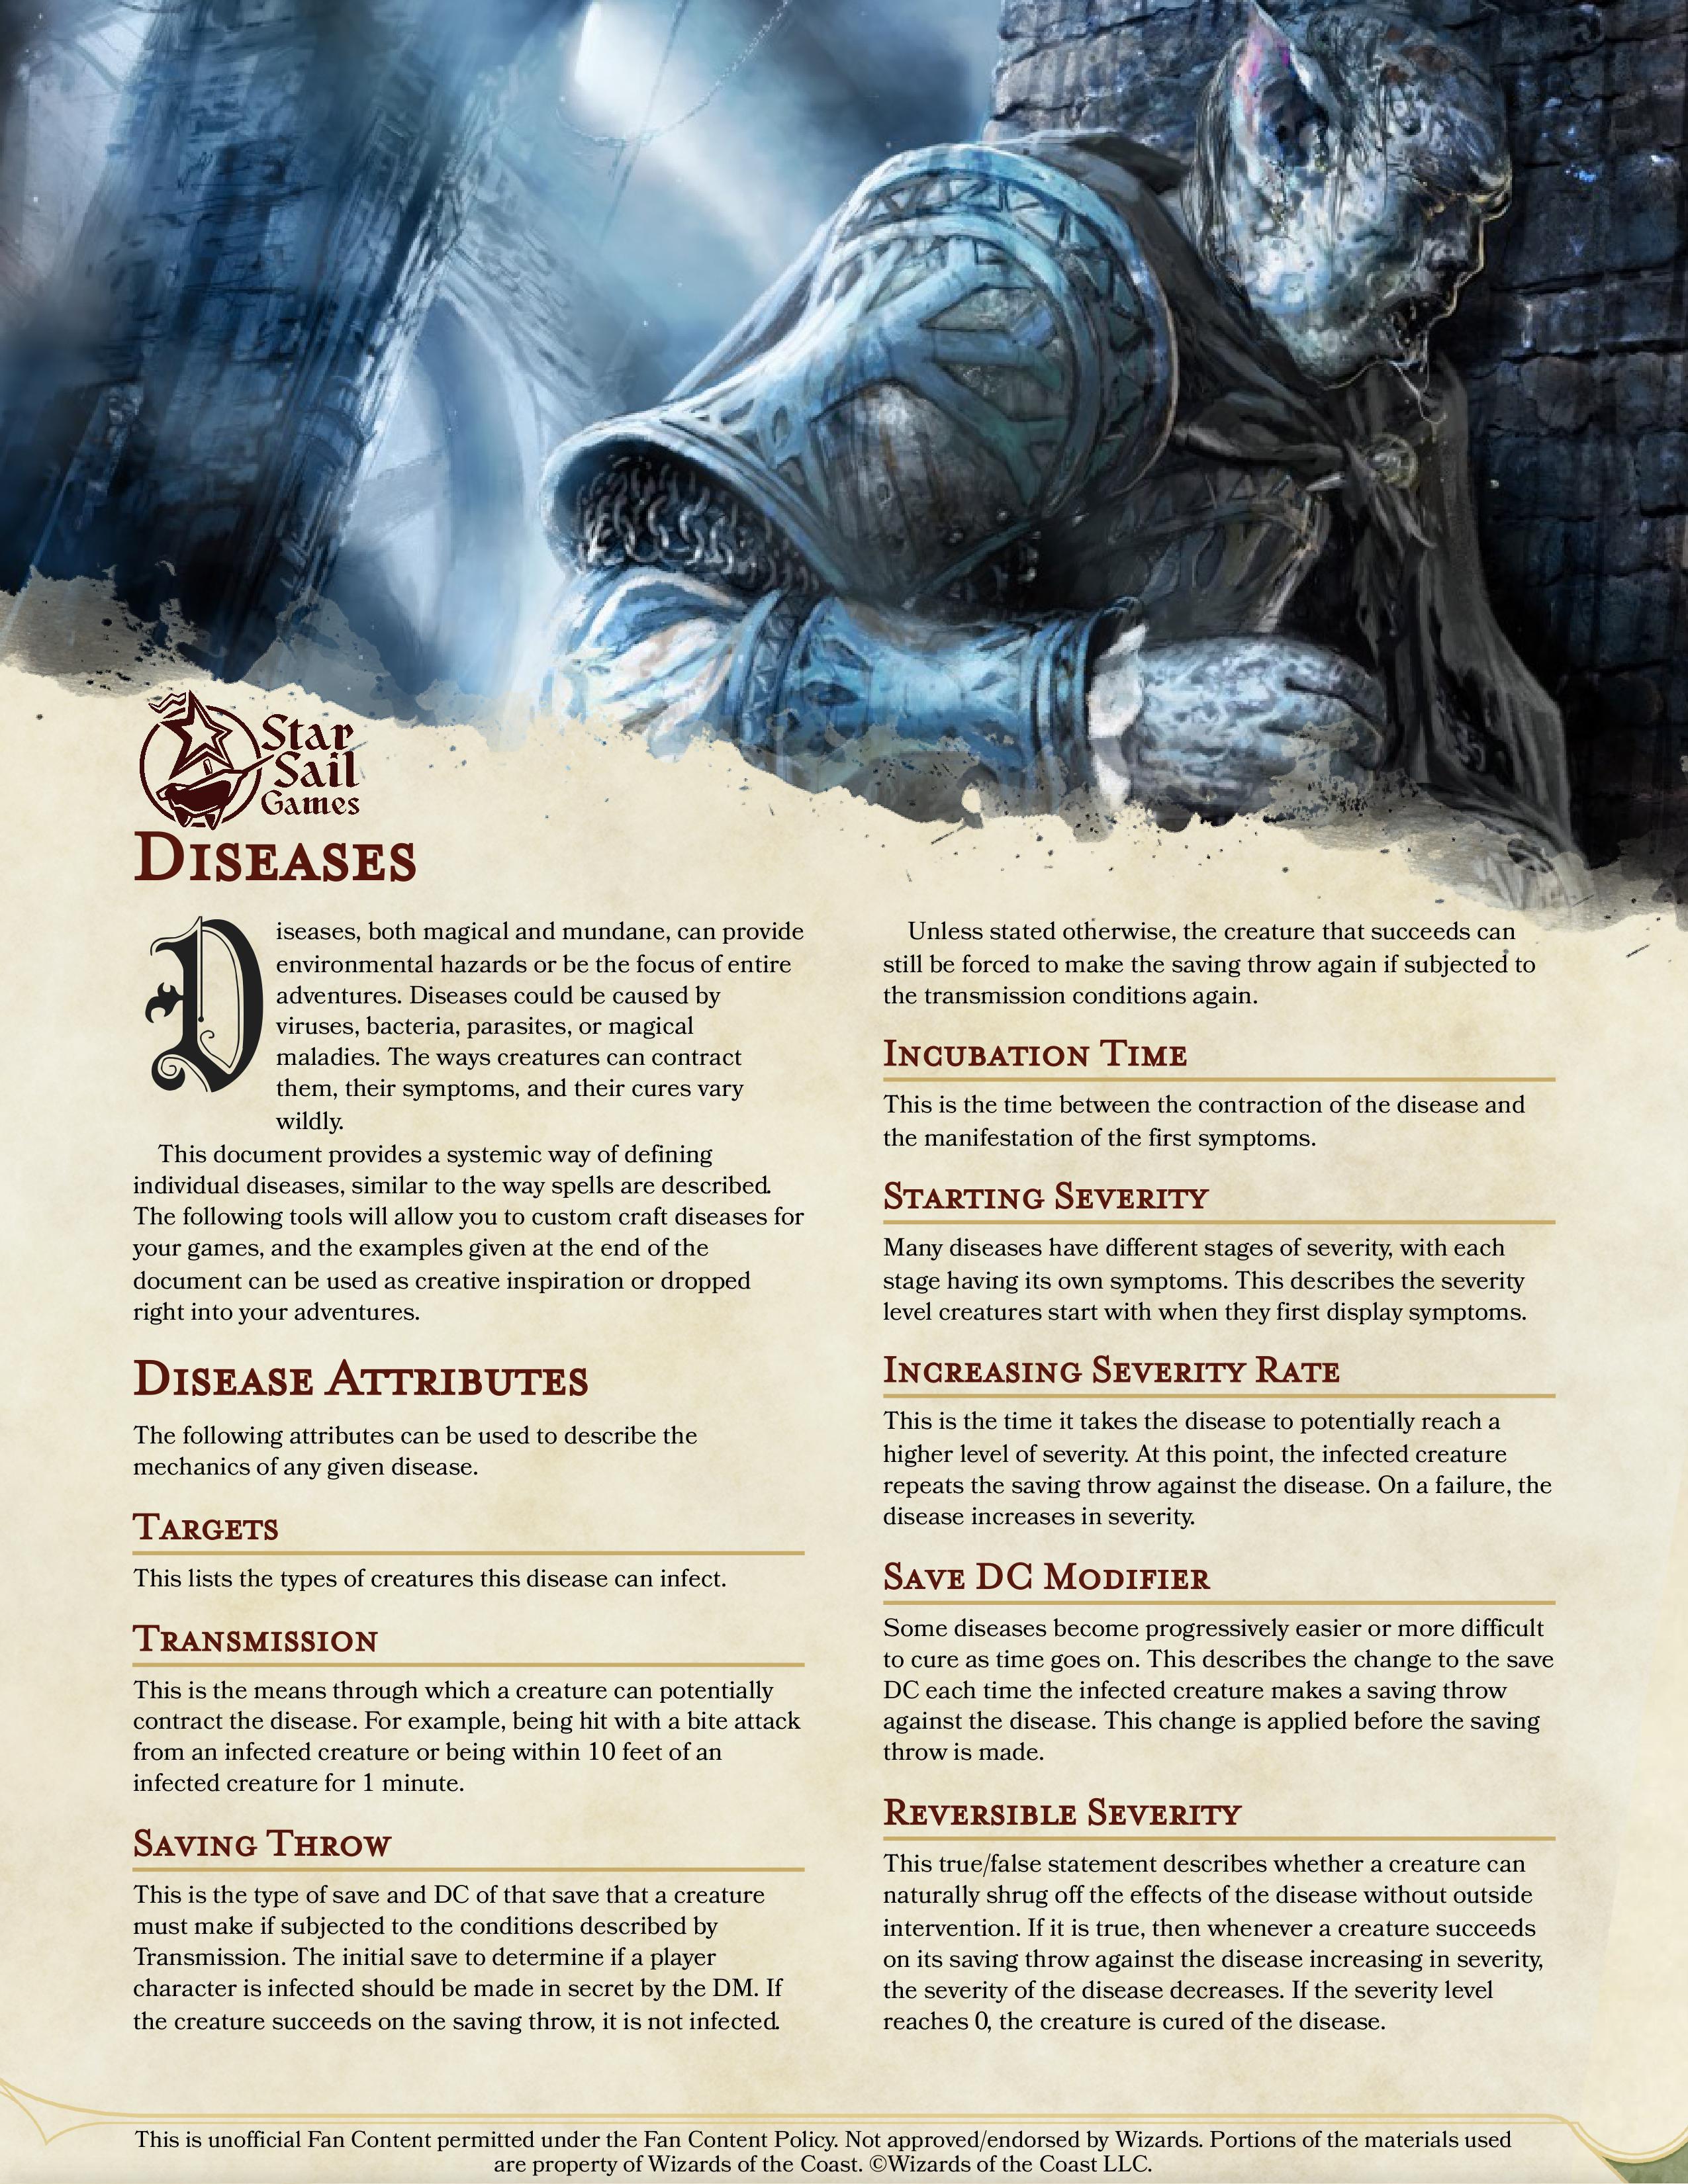 Star
Sail
Games
Diseases
Diseases, both magical and mundane, can provide
environmental hazards or be the focus of entire
adventures. Diseases could be caused by
viruses, bacteria, parasites, or magical
maladies. The ways creatures can contract
them, their symptoms, and their cures vary
wildly.
This document provides a systemic way of defining
individual diseases, similar to the way spells are described.
The following tools will allow you to custom craft diseases for
your games, and the examples given at the end of the
document can be used as creative inspiration or dropped
right into your adventures.
Disease Attributes
The following attributes can be used to describe the
mechanics of any given disease.
Targets
This lists the types of creatures this disease can infect.
Transmission
This is the means through which a creature can potentially
contract the disease. For example, being hit with a bite attack
from an infected creature or being within 10 feet of an
infected creature for 1 minute.
Saving Throw
This is the type of save and DC of that save that a creature
must make if subjected to the conditions described by
Transmission. The initial save to determine if a player
character is infected should be made in secret by the DM. If
the creature succeeds on the saving throw, it is not infected.
Unless stated otherwise, the creature that succeeds can
still be forced to make the saving throw again if subjected to
the transmission conditions again.
Incubation Time
This is the time between the contraction of the disease and
the manifestation of the first symptoms.
Starting Severity
Many diseases have different stages of severity, with each
stage having its own symptoms. This describes the severity
level creatures start with when they first display symptoms.
Increasing Severity Rate
This is the time it takes the disease to potentially reach a
higher level of severity. At this point, the infected creature
repeats the saving throw against the disease. On a failure, the
disease increases in severity.
Save DC Modifier
Some diseases become progressively easier or more difficult
to cure as time goes on. This describes the change to the save
DC each time the infected creature makes a saving throw
against the disease. This change is applied before the saving
throw is made.
Reversible Severity
This true/false statement describes whether a creature can
naturally shrug off the effects of the disease without outside
intervention. If it is true, then whenever a creature succeeds
on its saving throw against the disease increasing in severity,
the severity of the disease decreases. If the severity level
reaches 0, the creature is cured of the disease.
This is unofficial Fan Content permitted under the Fan Content Policy. Not approved/endorsed by Wizards. Portions of the materials used
are property of Wizards of the Coast. ©Wizards of the Coast LLC.